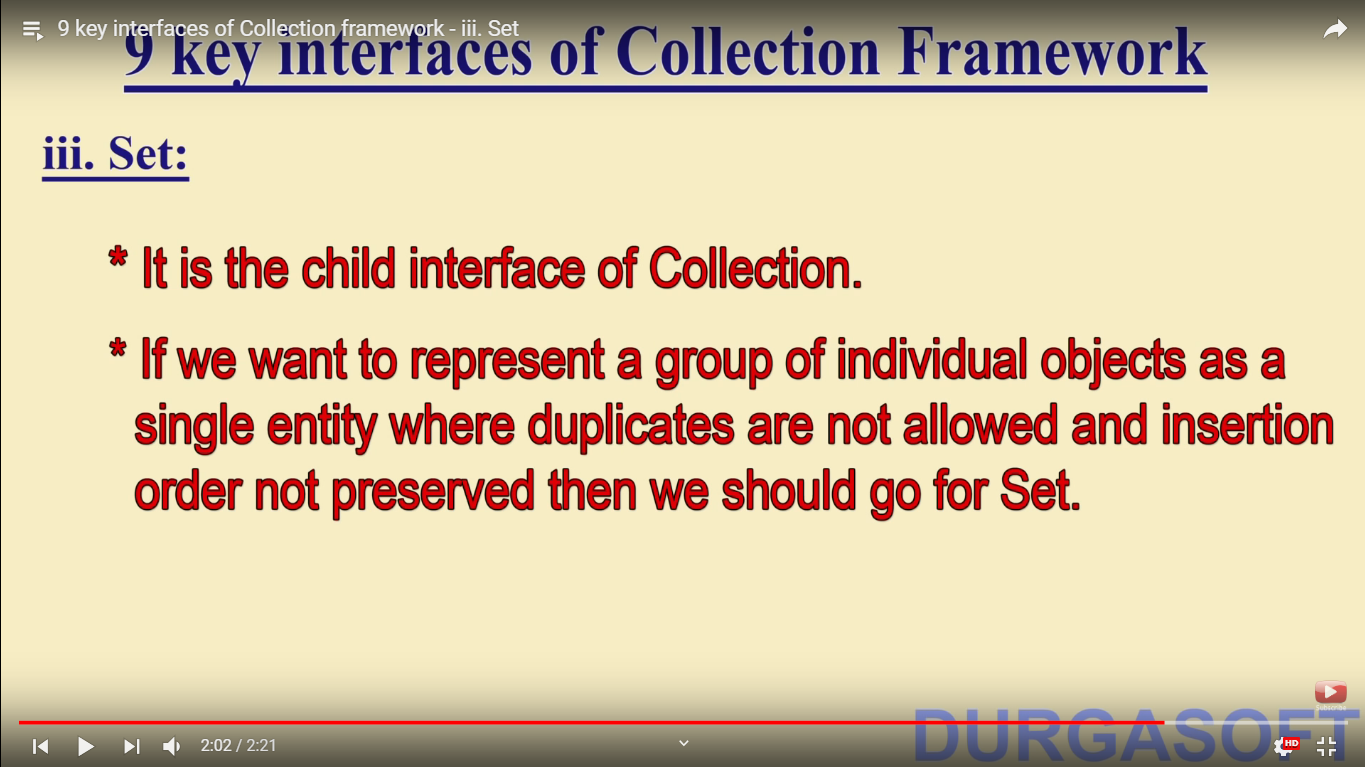 9 key interfaces of Collection framework - iii. Set
9 key interfaces of Collection Framework
iii. Set:
* It is the child interface of Collection.
* If we want to represent a group of individual objects as a
single entity where duplicates are not allowed and insertion
order not preserved then we should go for Set.
SUBSCRIBE
DURGASOFT
2:02 / 2:21
HD